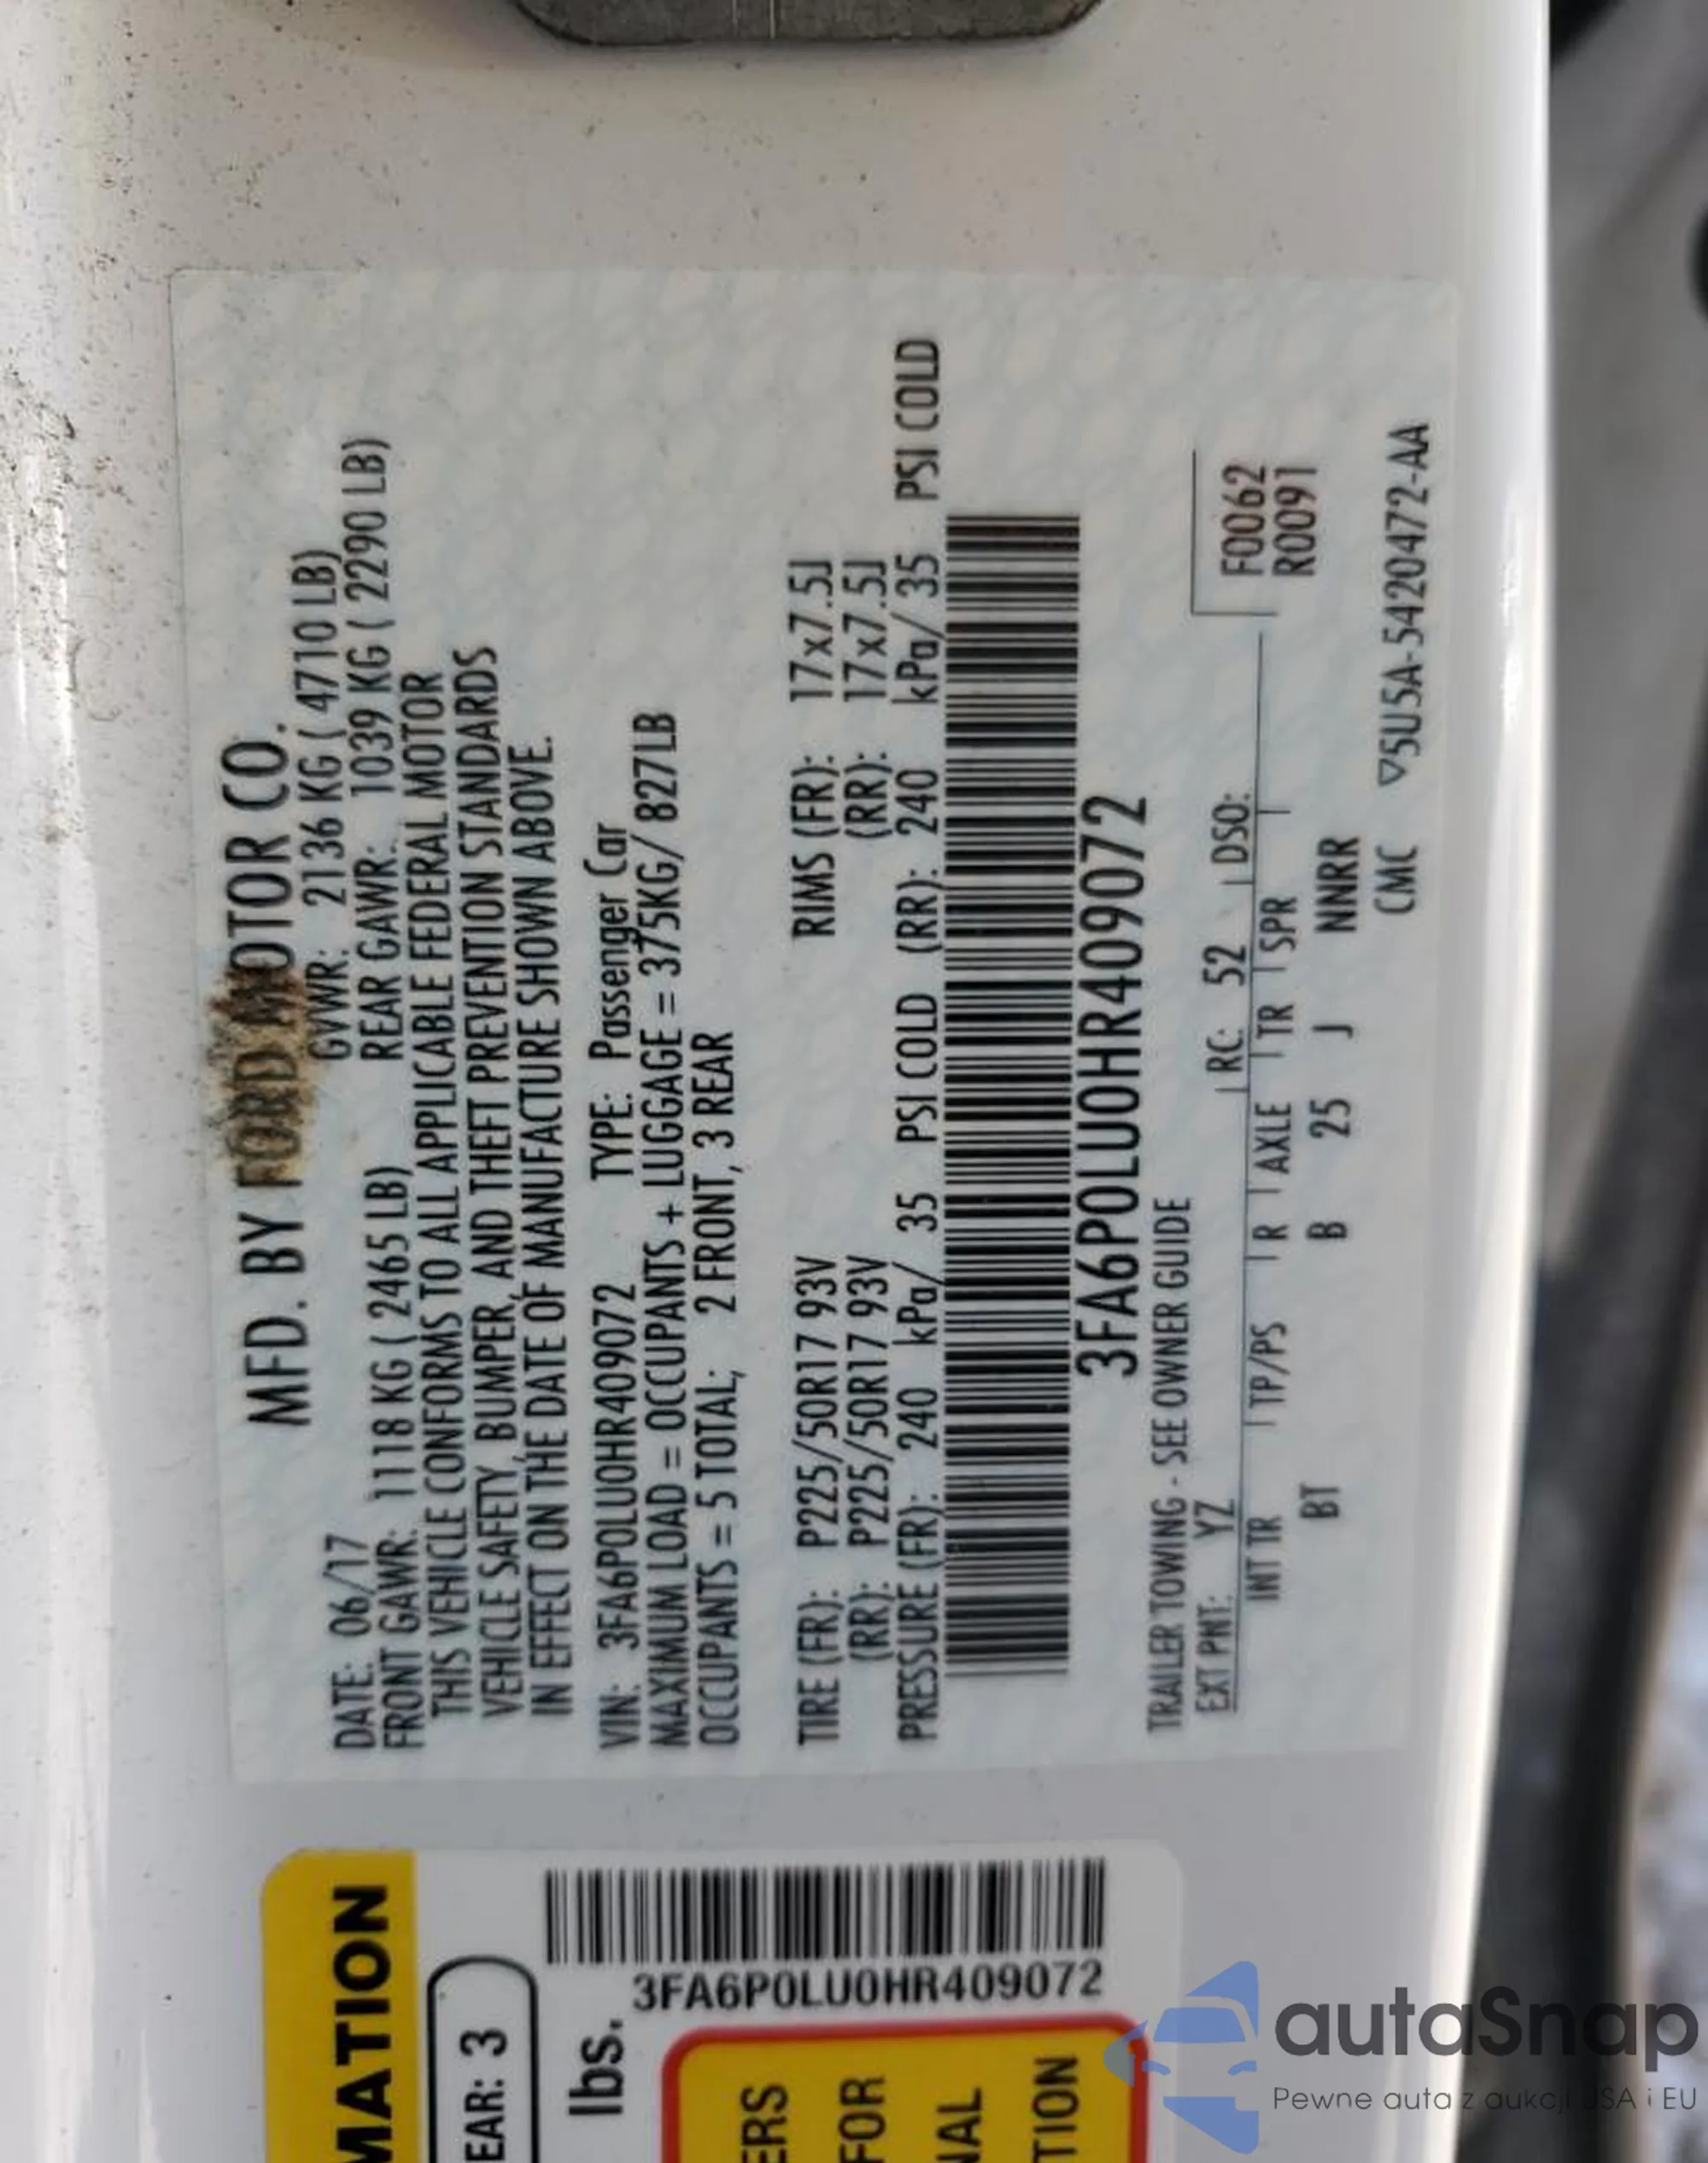 MFD. BY FORD MOTOR CO.
DATE: 06/17 GVWR: 2136 KG ( 4710 LB)
FRONT GAWR: 1118 KG ( 2465 LB) REAR GAWR: 1039 KG ( 2290 LB)
THIS VEHICLE CONFORMS TO ALL APPLICABLE FEDERAL MOTOR
VEHICLE SAFETY, BUMPER, AND THEFT PREVENTION STANDARDS
IN EFFECT ON THE DATE OF MANUFACTURE SHOWN ABOVE.
VIN: 3FA6P0LU0HR409072 TYPE: Passenger Car
MAXIMUM LOAD = OCCUPANTS + LUGGAGE = 375KG/ 827LB
OCCUPANTS = 5 TOTAL; 2 FRONT, 3 REAR
TIRE (FR): P225/50R17 93V RIMS (FR): 17x7.5J
(RR): P225/50R17 93V (RR): 17x7.5J
PRESSURE (FR): 240 kPa/ 35 PSI COLD (RR): 240 kPa/ 35 PSI COLD
3FA6P0LU0HR409072
TRAILER TOWING - SEE OWNER GUIDE
EXT PNT: YZ RC: 52 DSO:
F0062
R0091
INT TR TP/PS R AXLE TR SPR
BT B 25 J NNRR
CMC ▽5U5A-5420472-AA
MATION
EAR: 3
lbs.
3FA6P0LU0HR409072
ERS
FOR
NAL
TION
autaSnap
Pewne auta z aukcji USA i EU